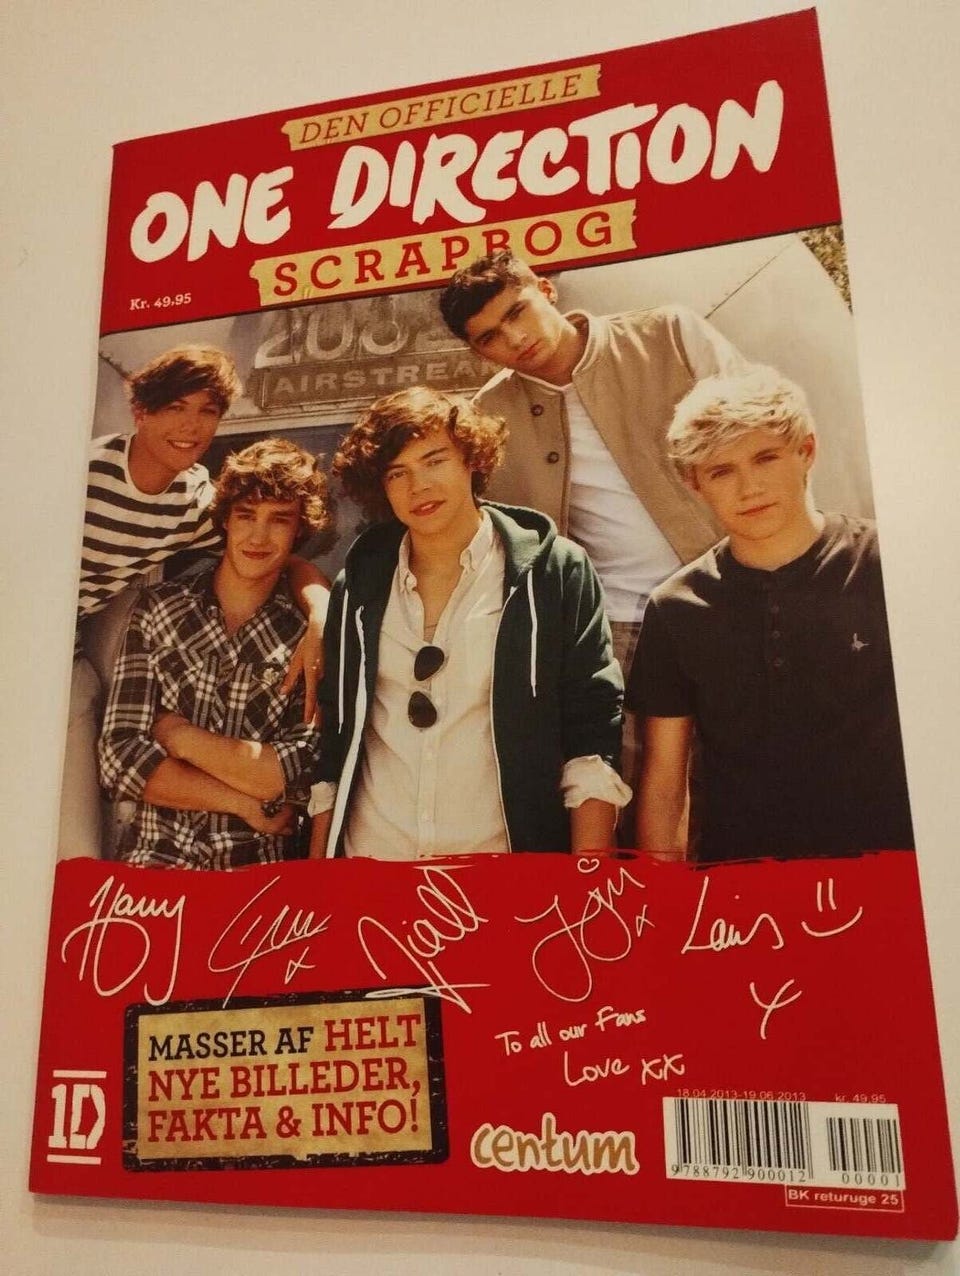 DEN OFFICIELLE
ONE DIRECTION
SCRAPBOG
Kr. 49,95
AIRSTREA
Harry
Niall
Louis
To all our Fans
Love xx
MASSER AF HELT
NYE BILLEDER,
FAKTA & INFO!
1D
centum
18.04.2013-19.06.2013 kr. 49,95
9788792900012 00001
BK returuge 25